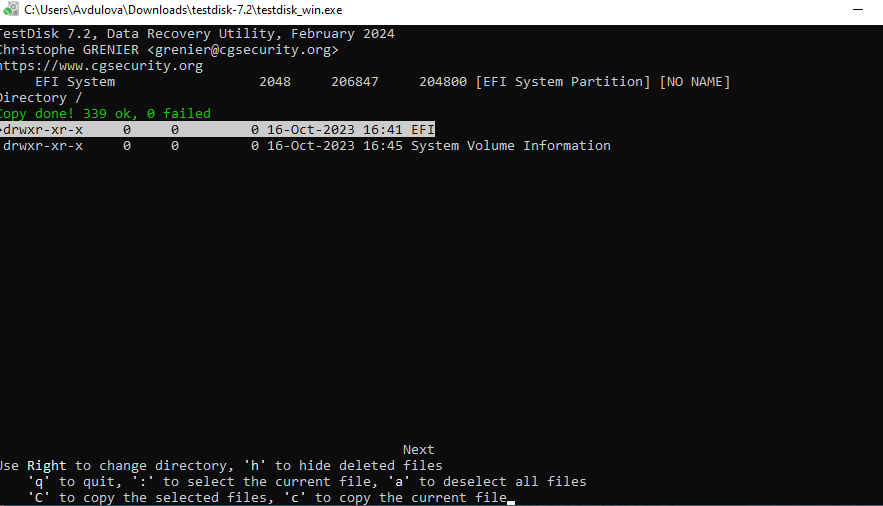 C:\Users\Avdulova\Downloads\testdisk-7.2\testdisk_win.exe
TestDisk 7.2, Data Recovery Utility, February 2024
Christophe GRENIER <grenier@cgsecurity.org>
https://www.cgsecurity.org
EFI System 2048 206847 204800 [EFI System Partition] [NO NAME]
Directory /
Copy done! 339 ok, 0 failed
>drwxr-xr-x 0 0 0 16-Oct-2023 16:41 EFI
drwxr-xr-x 0 0 0 16-Oct-2023 16:45 System Volume Information
Next
Use Right to change directory, 'h' to hide deleted files
'q' to quit, ':' to select the current file, 'a' to deselect all files
'C' to copy the selected files, 'c' to copy the current file